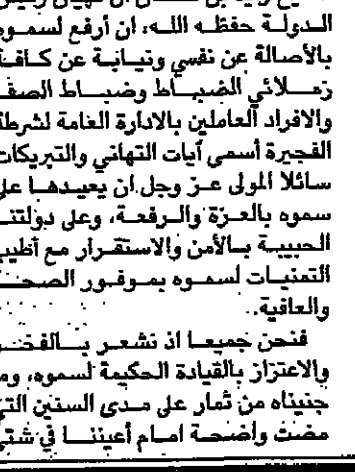 الدولة حفظه الله، ان أرفع لسموه
بالأصالة عن نفسي ونيابة عن كافة
زملائي الضباط وضباط الصف
والافراد العاملين بالادارة العامة لشرطة
الفجيرة أسمى آيات التهاني والتبريكات
سائلا المولى عز وجل ان يعيدها على
سموه بالعزة والرفعة، وعلى دولتنا
الحبيبة بالأمن والاستقرار مع أطيب
التمنيات لسموه بموفور الصحة
والعافية.
فنحن جميعا اذ نشعر بالفخر
والاعتزاز بالقيادة الحكيمة لسموه، وما
جنيناه من ثمار على مدى السنين التي
مضت واضحة امام أعيننا في شتى